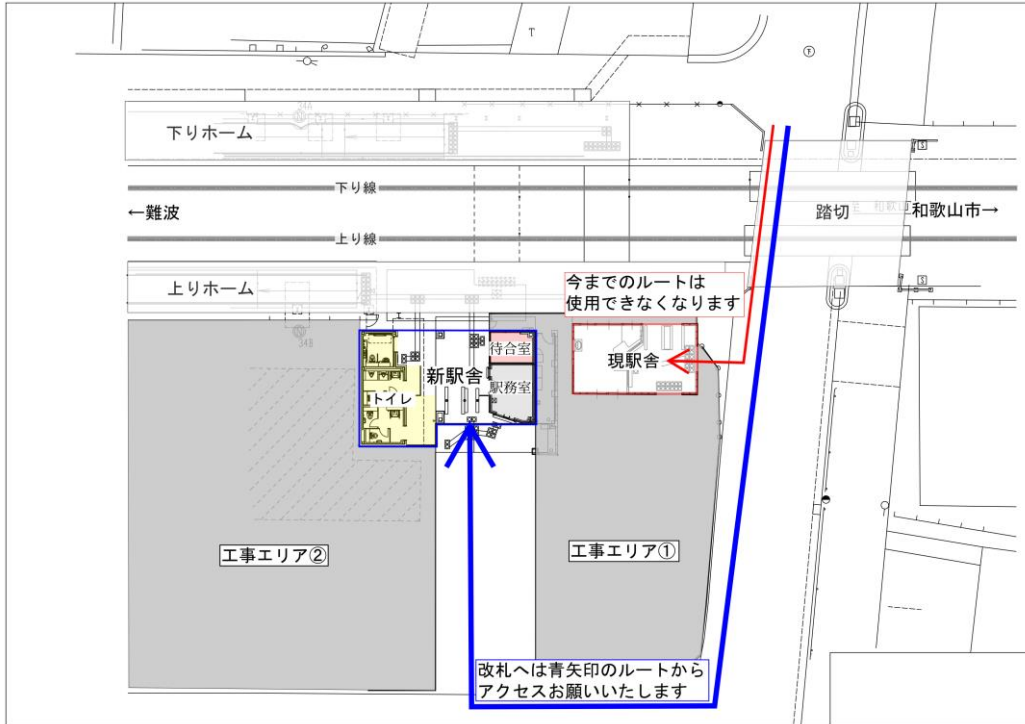 T
34A
下りホーム
下り線
←難波
踏切
和歌山市→
上り線
上りホーム
今までのルートは
使用できなくなります
34B
待合室
新駅舎
現駅舎
駅務室
トイレ
工事エリア②
工事エリア①
改札へは青矢印のルートから
アクセスお願いいたします